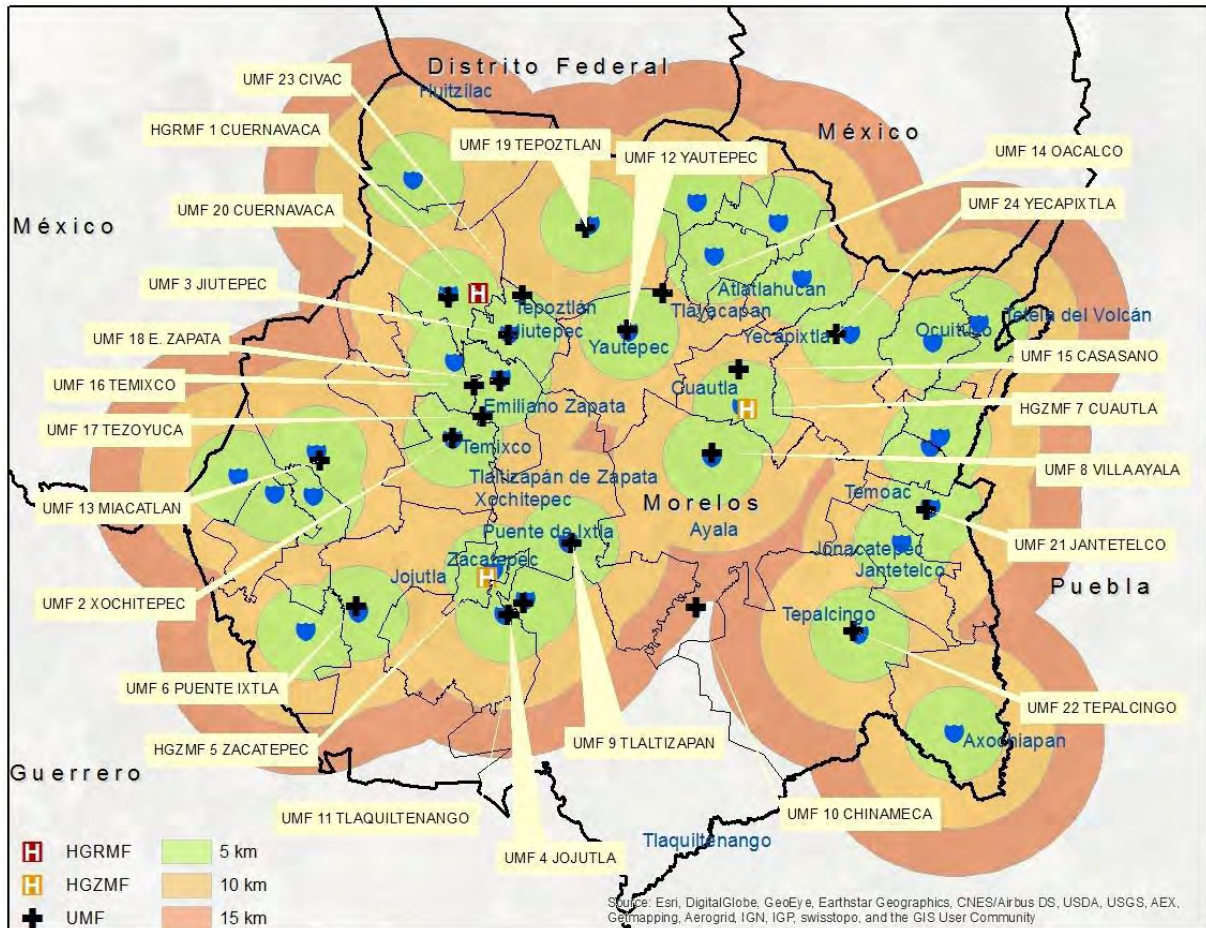 Distrito Federal
Huitzilac
UMF 23 CIVAC
HGRMF 1 CUERNAVACA
México
UMF 19 TEPOZTLAN
UMF 12 YAUTEPEC
UMF 14 OACALCO
UMF 20 CUERNAVACA
UMF 24 YECAPIXTLA
México
UMF 3 JIUTEPEC
Atlatlahucan
Tepoztlán
Tlayacapan
Tetela del Volcán
Jiutepec
Yautepec
Yecapixtla
Ocuituco
UMF 18 E. ZAPATA
UMF 15 CASASANO
Cuautla
UMF 16 TEMIXCO
Emiliano Zapata
HGZMF 7 CUAUTLA
UMF 17 TEZOYUCA
Temixco
Tlaltizapán de Zapata
UMF 8 VILLA AYALA
Temoac
Xochitepec
Morelos
UMF 13 MIACATLAN
Puente de Ixtla
Ayala
UMF 21 JANTETELCO
Jonacatepec
Zacatepec
Jantetelco
Jojutla
Puebla
UMF 2 XOCHITEPEC
Tepalcingo
UMF 6 PUENTE IXTLA
UMF 22 TEPALCINGO
HGZMF 5 ZACATEPEC
UMF 9 TLALTIZAPAN
Axochiapan
Guerrero
UMF 11 TLAQUILTENANGO
UMF 10 CHINAMECA
Tlaquiltenango
UMF 4 JOJUTLA
HGRMF 5 km
HGZMF 10 km
UMF 15 km
Source: Esri, DigitalGlobe, GeoEye, Earthstar Geographics, CNES/Airbus DS, USDA, USGS, AEX,
Getmapping, Aerogrid, IGN, IGP, swisstopo, and the GIS User Community